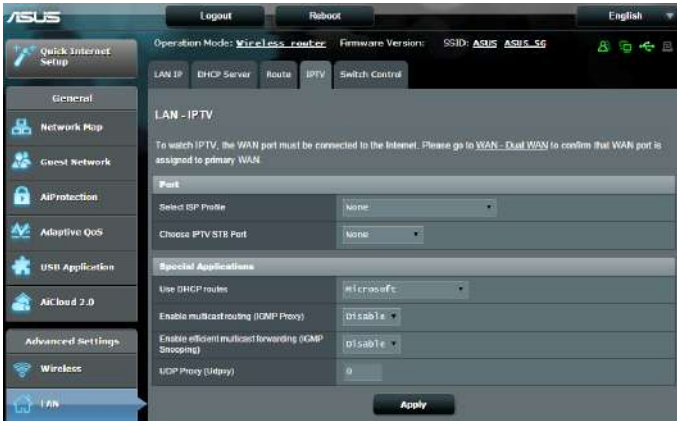 ASUS
Logout
Reboot
English
Quick Internet
Setup
Operation Mode: Wireless router Firmware Version: SSID: ASUS ASUS_5G
LAN IP
DHCP Server
Route
IPTV
Switch Control
General
Network Map
Guest Network
AiProtection
Adaptive QoS
USB Application
AiCloud 2.0
Advanced Settings
Wireless
LAN
LAN - IPTV
To watch IPTV, the WAN port must be connected to the Internet. Please go to WAN - Dual WAN to confirm that WAN port is
assigned to primary WAN.
Port
Select ISP Profile
None
Choose IPTV STB Port
None
Special Applications
Use DHCP routes
Microsoft
Enable multicast routing (IGMP Proxy)
Disable
Enable efficient multicast forwarding (IGMP
Snooping)
Disable
UDP Proxy (Udpxy)
0
Apply